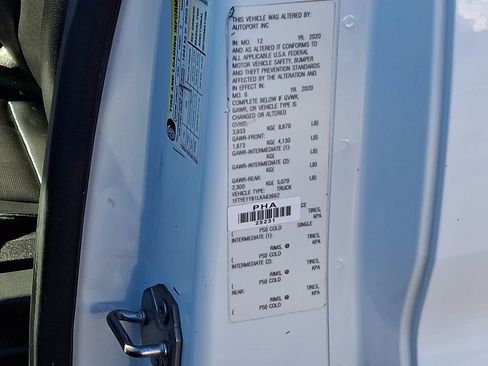 THIS VEHICLE WAS ALTERED BY:
AUTOPORT INC
IN: MO. 12 YR. 2020
AND AS ALTERED IT CONFORMS TO
ALL APPLICABLE U.S.A. FEDERAL
MOTOR VEHICLE SAFETY, BUMPER
AND THEFT PREVENTION STANDARDS
AFFECTED BY THE ALTERATION AND
IN EFFECT IN:
MO. 6 YR. 2020
COMPLETE BELOW IF GVWR,
GAWR, OR VEHICLE TYPE IS
CHANGED OR ALTERED
GVWR:
3,933 KG( 8,670 LB)
GAWR-FRONT:
1,873 KG( 4,130 LB)
GAWR-INTERMEDIATE (1):
KG( LB)
GAWR-INTERMEDIATE (2):
KG( LB)
GAWR-REAR:
2,300 KG( 5,070 LB)
VEHICLE TYPE: TRUCK
PHA
25231
TIRES,
KPA
PSI) COLD SINGLE
INTERMEDIATE (1): TIRES,
RIMS, @ KPA
PSI) COLD
INTERMEDIATE (2): TIRES,
RIMS, @ KPA
PSI) COLD
REAR: TIRES,
RIMS, @ KPA
PSI) COLD